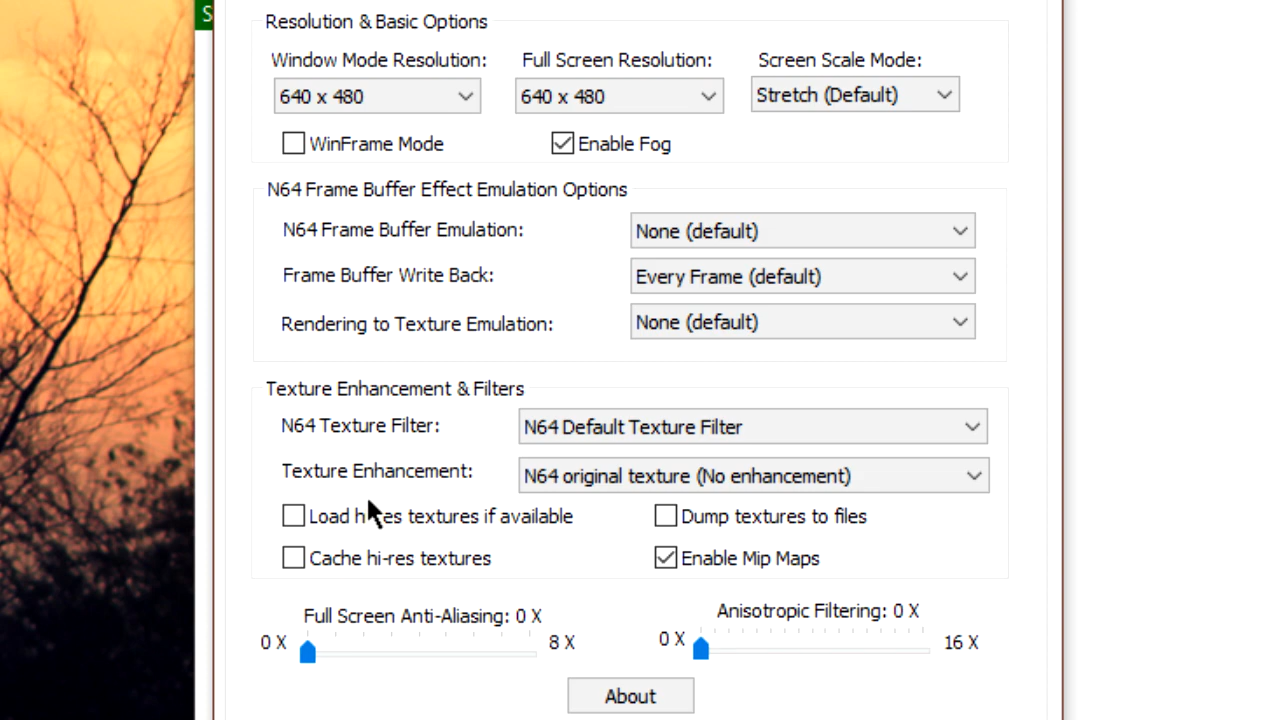 S
Resolution & Basic Options
Window Mode Resolution: Full Screen Resolution: Screen Scale Mode:
640 x 480 640 x 480 Stretch (Default)
WinFrame Mode Enable Fog
N64 Frame Buffer Effect Emulation Options
N64 Frame Buffer Emulation: None (default)
Frame Buffer Write Back: Every Frame (default)
Rendering to Texture Emulation: None (default)
Texture Enhancement & Filters
N64 Texture Filter: N64 Default Texture Filter
Texture Enhancement: N64 original texture (No enhancement)
Load hi-res textures if available Dump textures to files
Cache hi-res textures Enable Mip Maps
Full Screen Anti-Aliasing: 0 X Anisotropic Filtering: 0 X
0 X 8 X 0 X 16 X
About